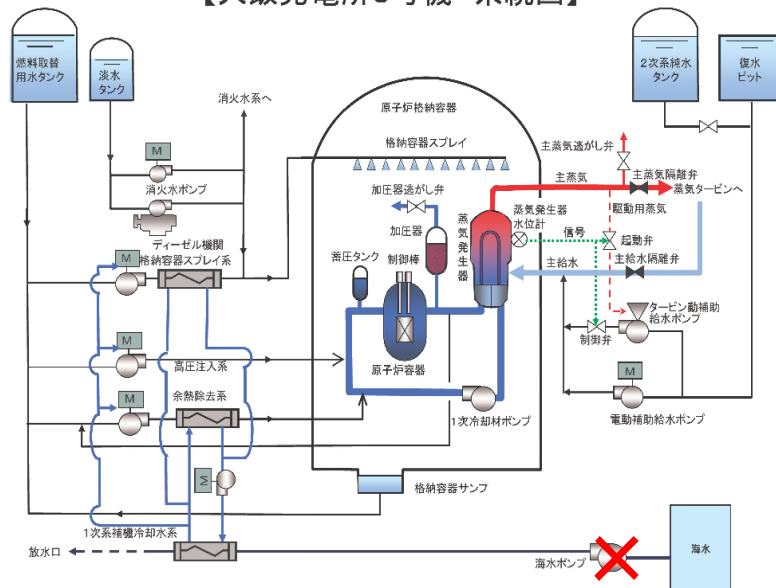 【大飯発電所3号機 系統図】
燃料取替
用水タンク
淡水
タンク
消火水系へ
原子炉格納容器
2次系純水
タンク
復水
ピット
主蒸気逃がし弁
格納容器スプレイ
主蒸気
主蒸気隔離弁
蒸気タービンへ
M
消火水ポンプ
加圧器逃がし弁
蒸気発生器
蒸気発生器
水位計
駆動用蒸気
加圧器
信号
起動弁
ディーゼル機関
格納容器スプレイ系
蓄圧タンク
制御棒
主給水
主給水隔離弁
M
タービン動補助
給水ポンプ
制御弁
原子炉容器
M
高圧注入系
余熱除去系
M
M
1次冷却材ポンプ
電動補助給水ポンプ
M
格納容器サンプ
1次系補機冷却水系
放水口
海水ポンプ
海水